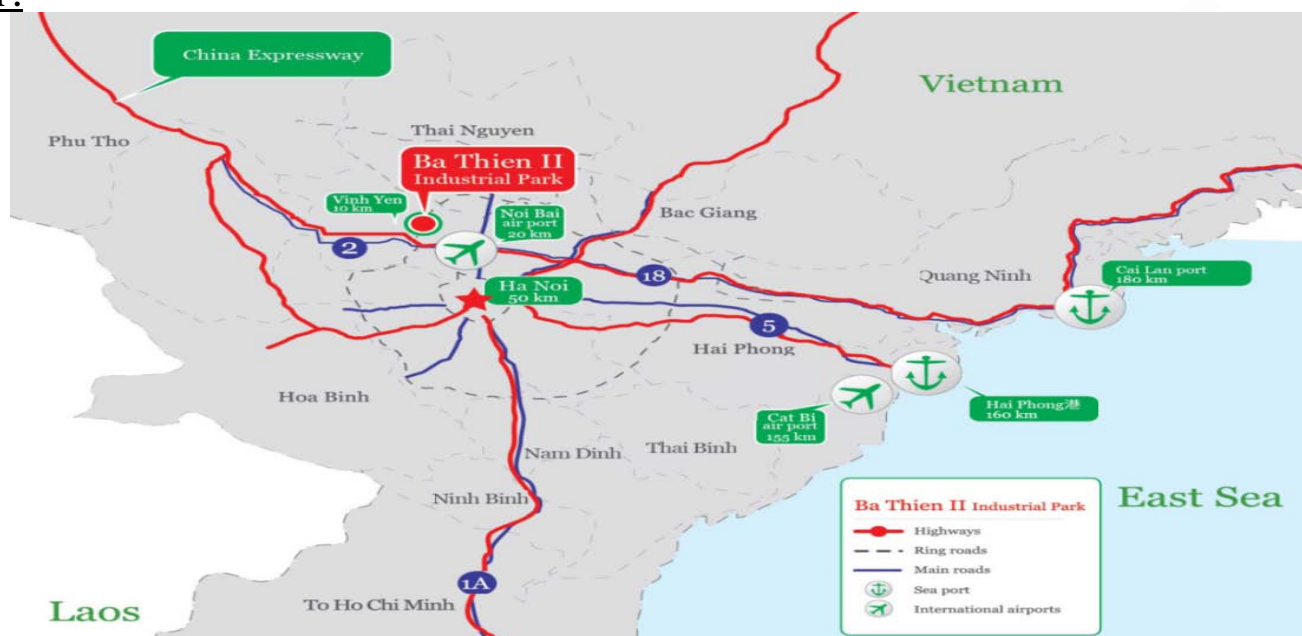 China Expressway
Vietnam
Phu Tho
Thai Nguyen
Ba Thien II
Industrial Park
Vinh Yen
10 km
Noi Bai
air port
20 km
Bac Giang
2
18
Quang Ninh
Cai Lan port
180 km
Ha Noi
50 km
5
Hai Phong
Hoa Binh
Hai Phong港
160 km
Cat Bi
air port
155 km
Thai Binh
Nam Dinh
Ninh Binh
East Sea
1A
To Ho Chi Minh
Laos
Ba Thien II Industrial Park
Highways
Ring roads
Main roads
Sea port
International airports